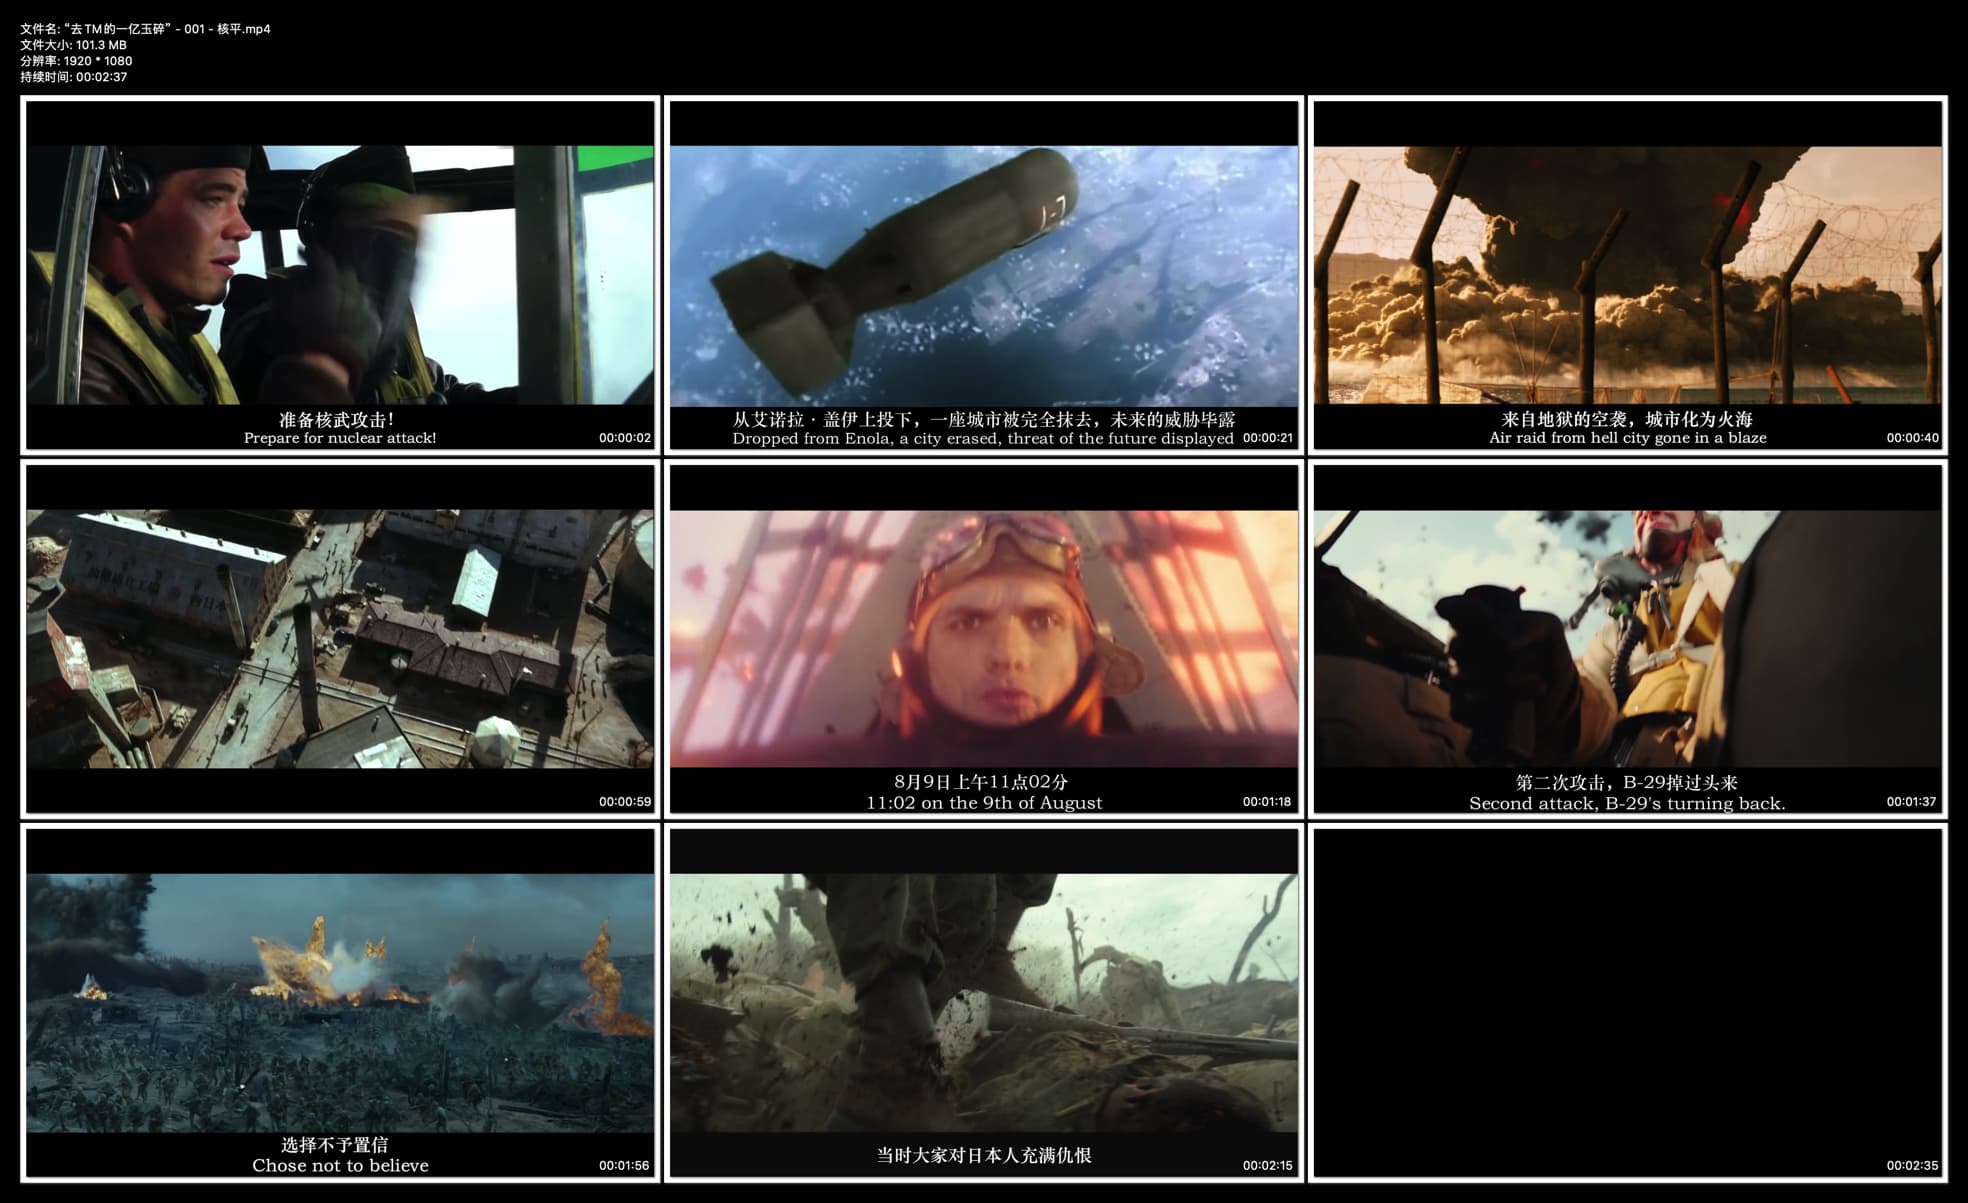 文件名: “去TM的一亿玉碎” - 001 - 核平.mp4
文件大小: 101.3 MB
分辨率: 1920 * 1080
持续时间: 00:02:37
准备核武攻击!
Prepare for nuclear attack!
00:00:02
J-7
从艾诺拉 · 盖伊上投下，一座城市被完全抹去，未来的威胁毕露
Dropped from Enola, a city erased, threat of the future displayed
00:00:21
来自地狱的空袭，城市化为火海
Air raid from hell city gone in a blaze
00:00:40
00:00:59
8月9日上午11点02分
11:02 on the 9th of August
00:01:18
第二次攻击，B-29掉过头来
Second attack, B-29's turning back.
00:01:37
选择不予置信
Chose not to believe
00:01:56
当时大家对日本人充满仇恨
00:02:15
00:02:35